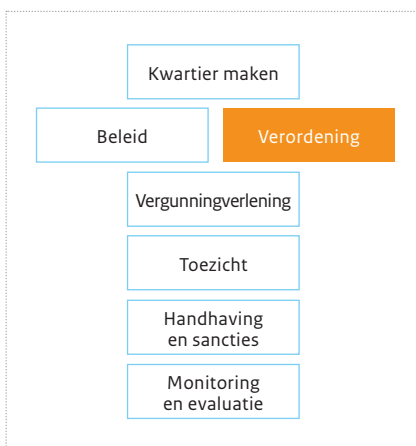 Kwartier maken
Beleid
Verordening
Vergunningverlening
Toezicht
Handhaving
en sancties
Monitoring
en evaluatie